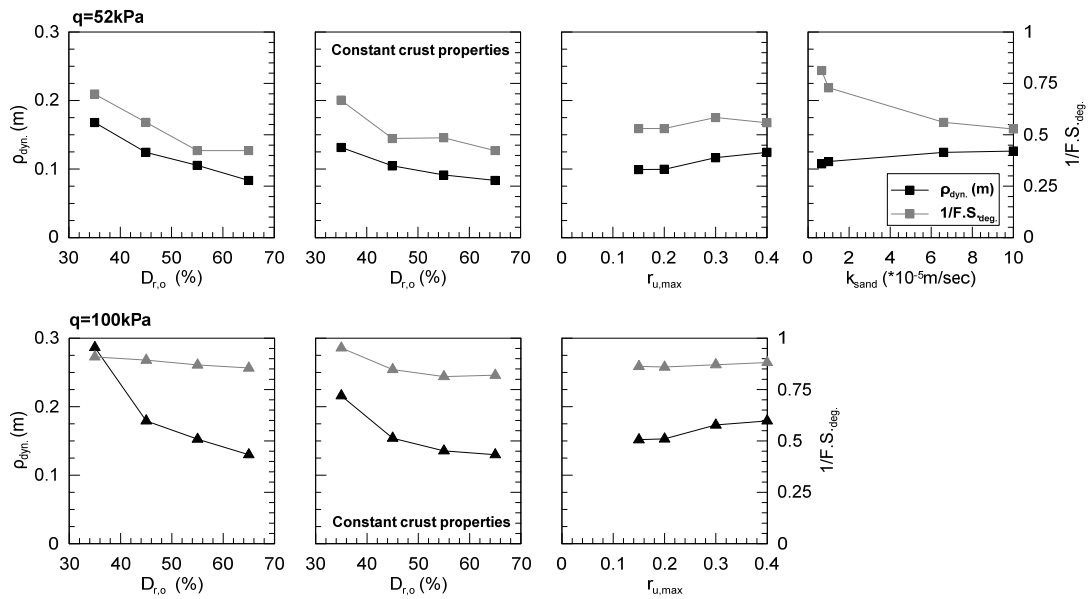 q=52kPa
0.3
0.2
0.1
0
ρdyn. (m)
30 40 50 60 70
Dr,o (%)
Constant crust properties
30 40 50 60 70
Dr,o (%)
0 0.1 0.2 0.3 0.4
ru,max
1
0.75
0.5
0.25
0
1/F.S.deg.
ρdyn. (m)
1/F.S.deg.
0 2 4 6 8 10
ksand (*10-5m/sec)
q=100kPa
0.3
0.2
0.1
0
ρdyn. (m)
30 40 50 60 70
Dr,o (%)
Constant crust properties
30 40 50 60 70
Dr,o (%)
1
0.75
0.5
0.25
0
1/F.S.deg.
0 0.1 0.2 0.3 0.4
ru,max